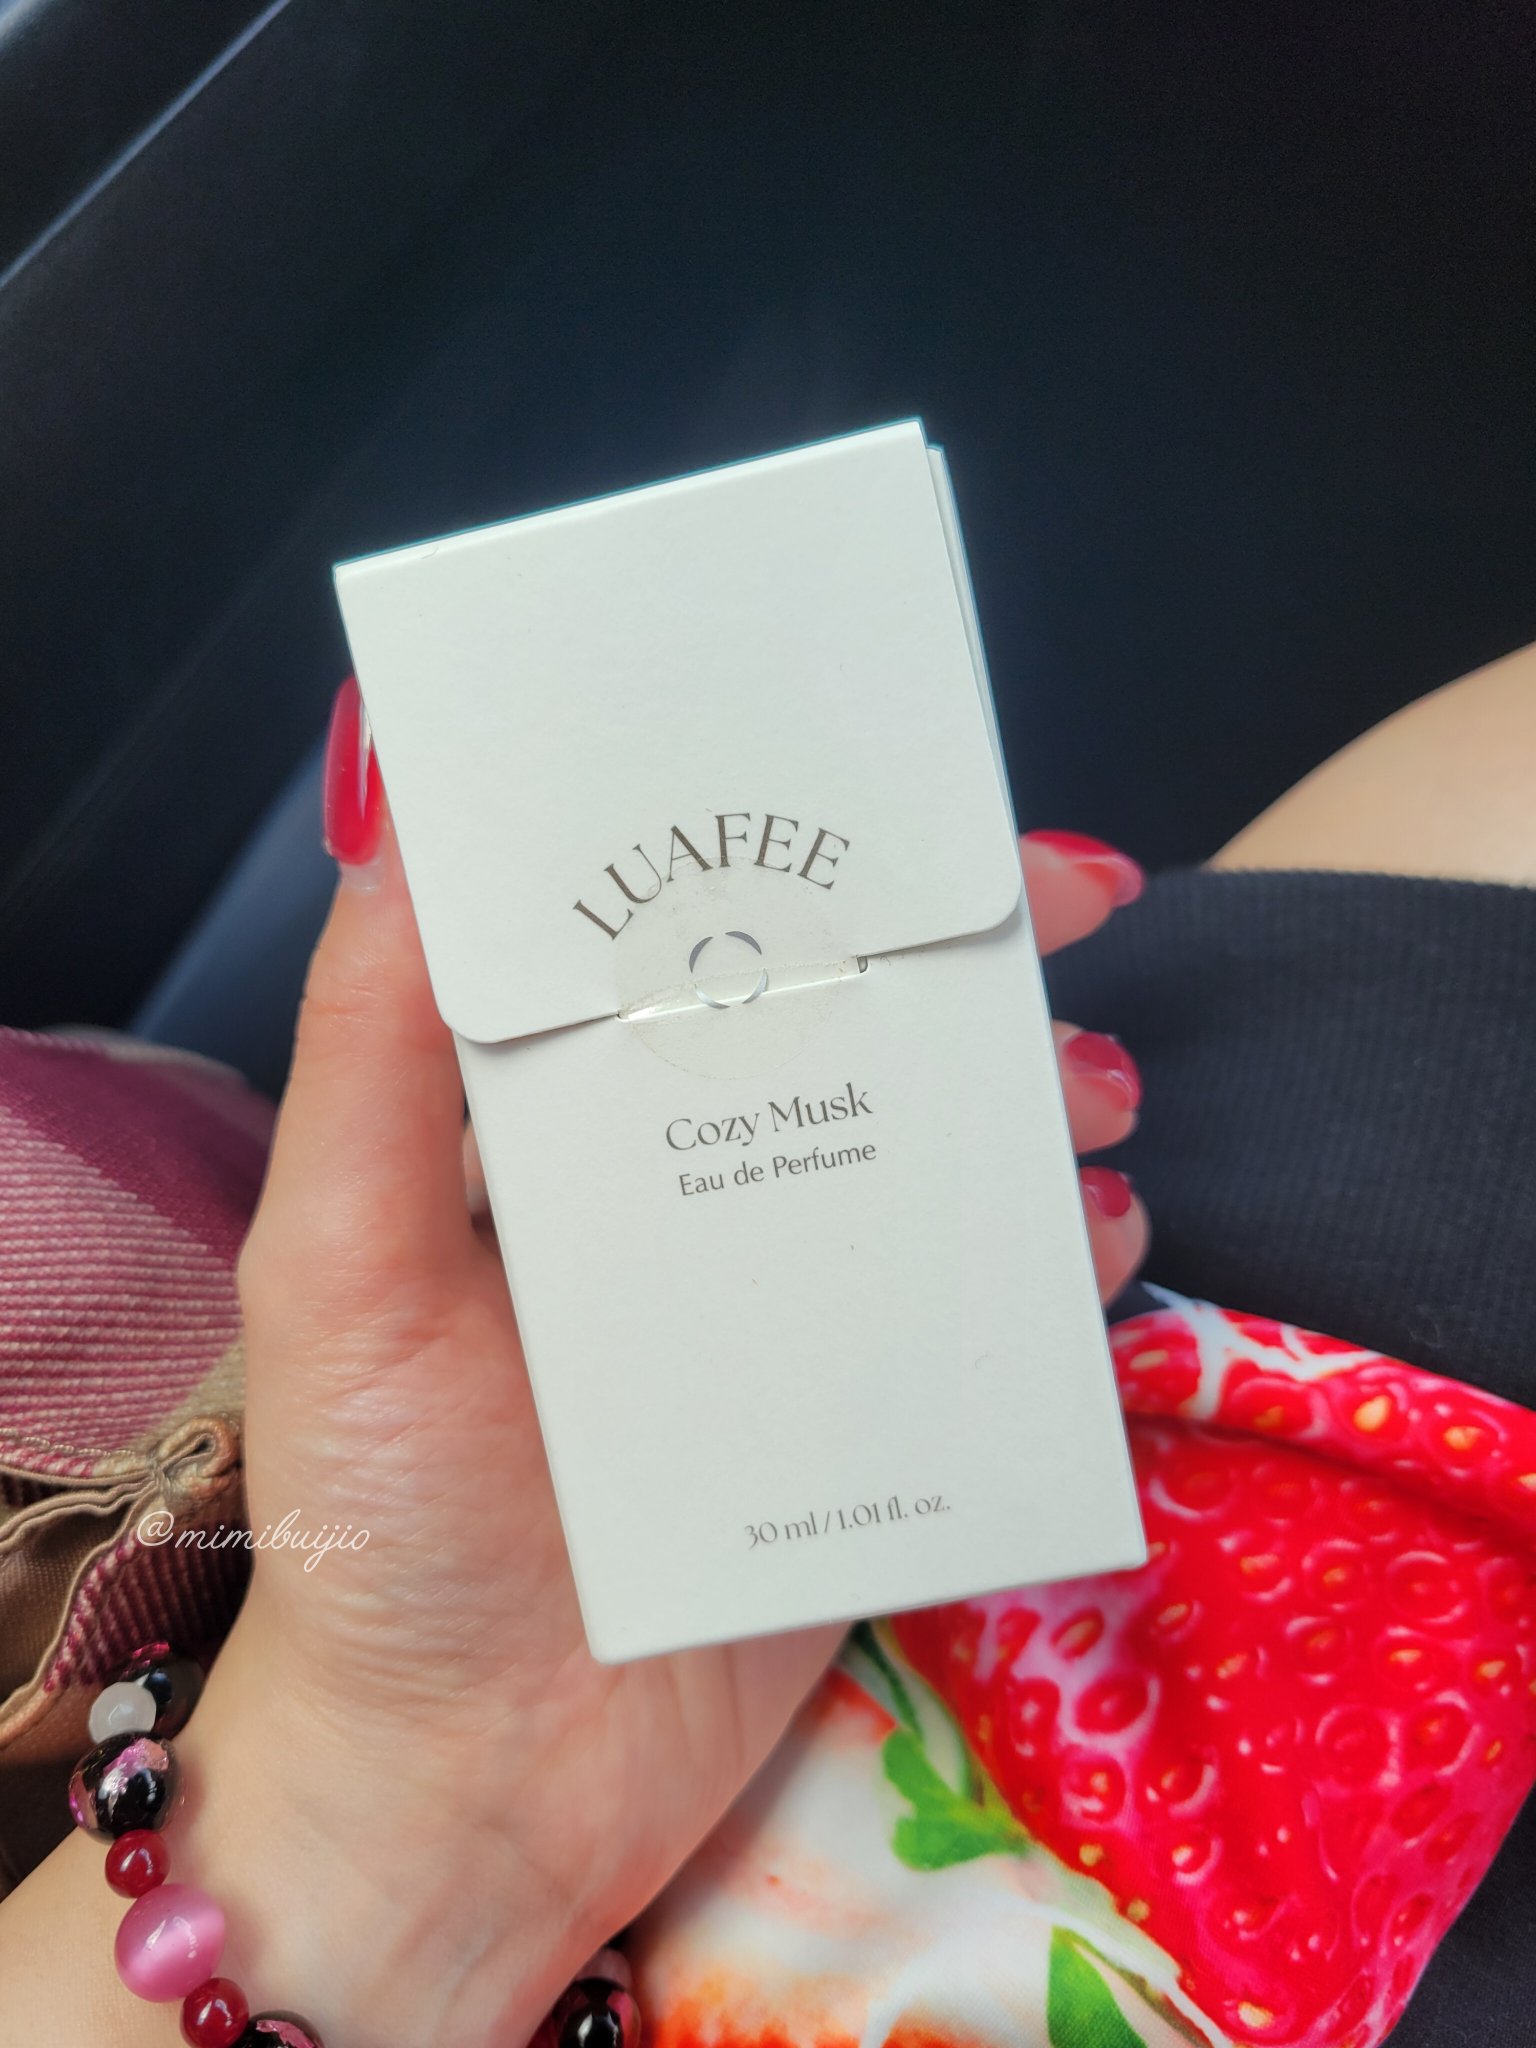 LUAFEE
Cozy Musk
Eau de Perfume
30 ml / 1.01 fl. oz.
@mimibuijio